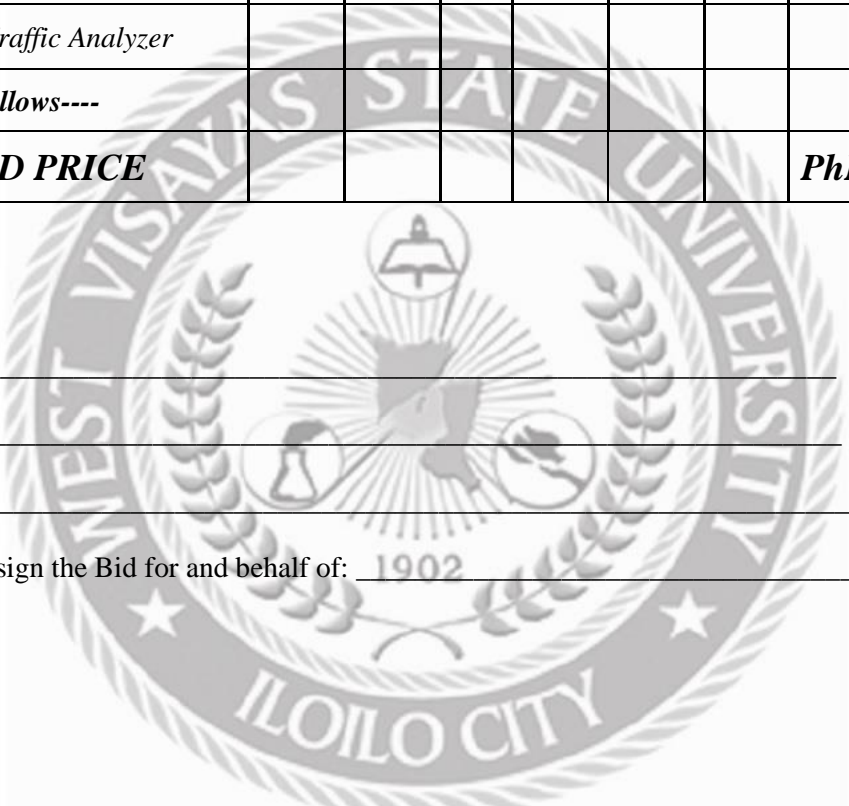 raffic Analyzer
llows----
D PRICE
Ph
sign the Bid for and behalf of:
WEST VISAYAS STATE UNIVERSITY
1902
ILOILO CITY